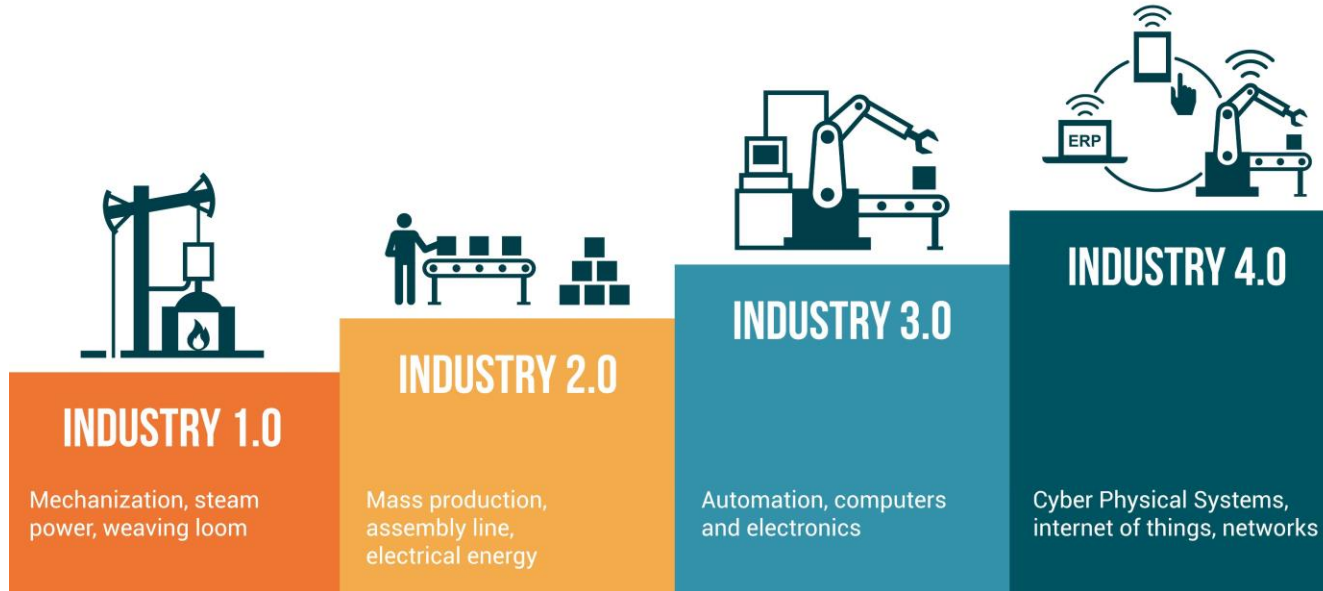 ERP
INDUSTRY 1.0
Mechanization, steam
power, weaving loom
INDUSTRY 2.0
Mass production,
assembly line,
electrical energy
INDUSTRY 3.0
Automation, computers
and electronics
INDUSTRY 4.0
Cyber Physical Systems,
internet of things, networks